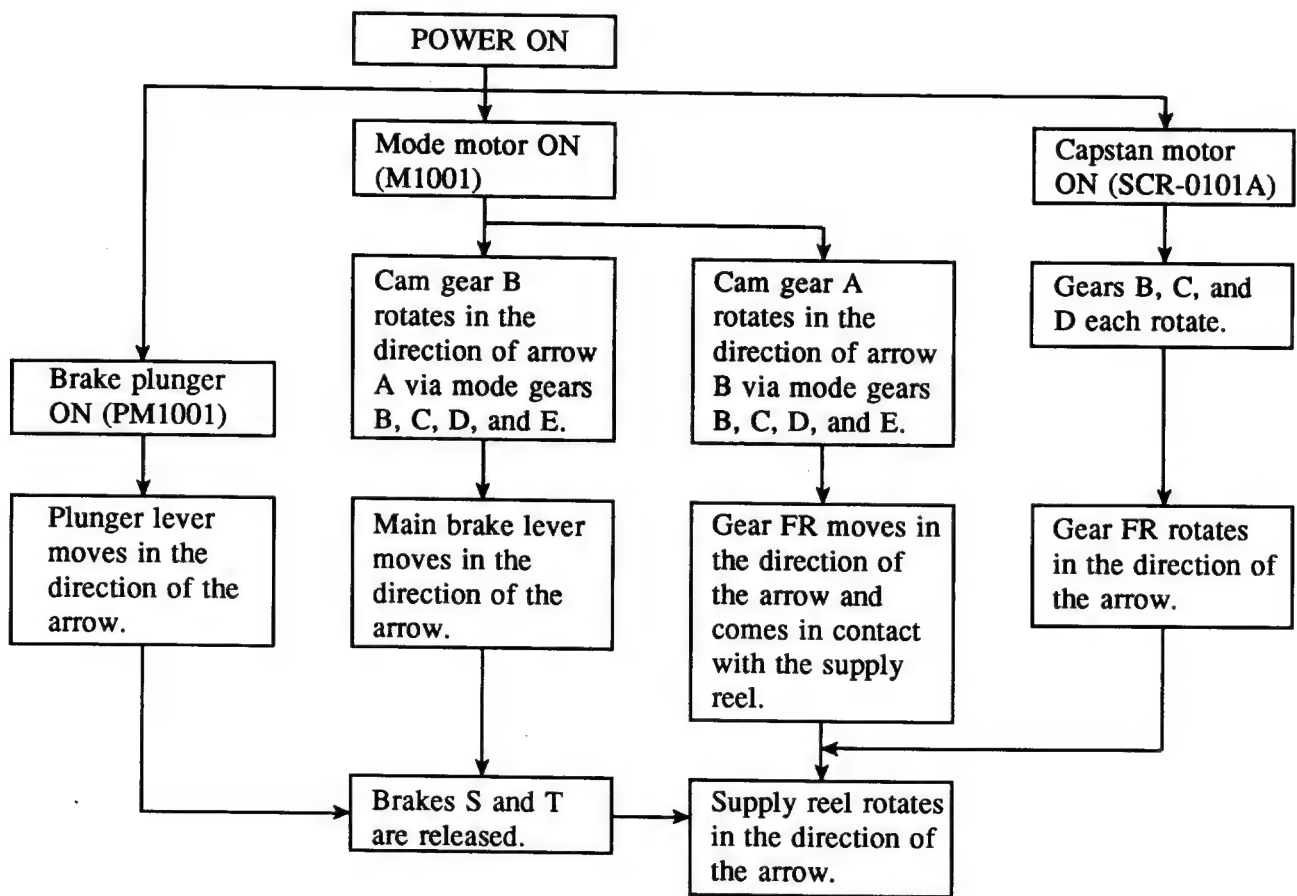 POWER ON
Mode motor ON
(M1001)
Capstan motor
ON (SCR-0101A)
Cam gear B
rotates in the
direction of arrow
A via mode gears
B, C, D, and E.
Cam gear A
rotates in the
direction of arrow
B via mode gears
B, C, D, and E.
Gears B, C, and
D each rotate.
Brake plunger
ON (PM1001)
Plunger lever
moves in the
direction of the
arrow.
Main brake lever
moves in the
direction of the
arrow.
Gear FR moves in
the direction of
the arrow and
comes in contact
with the supply
reel.
Gear FR rotates
in the direction of
the arrow.
Brakes S and T
are released.
Supply reel rotates
in the direction of
the arrow.